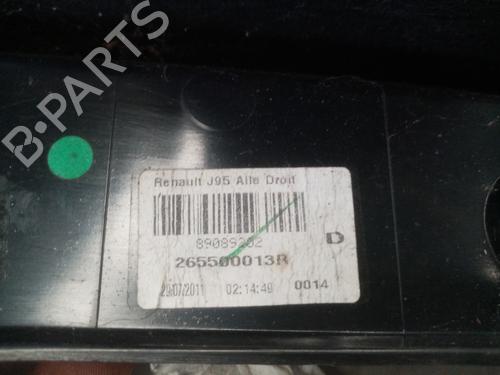 B-PARTS
Renault J95 Aile Droit
89089202
D
265500013R
29/07/2011 02:14:49 0014